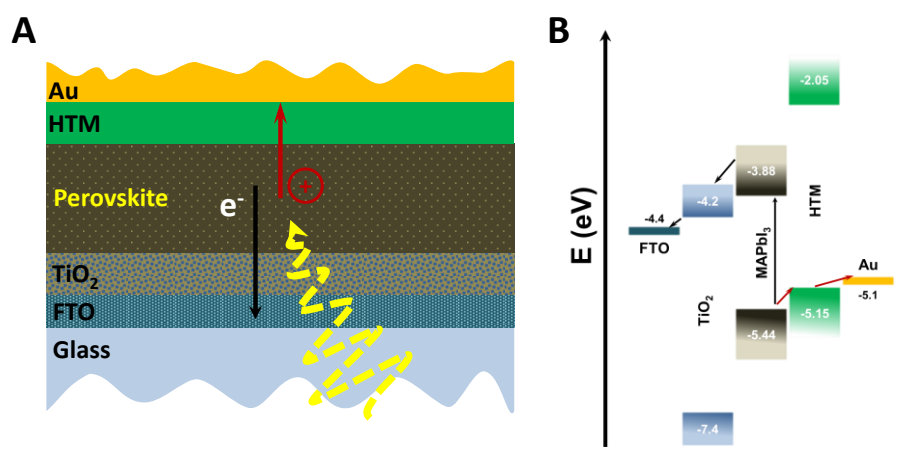 A
Au
HTM
Perovskite
e-
+
TiO2
FTO
Glass
B
E (eV)
-2.05
-3.88
-4.2
HTM
-4.4
FTO
MAPbI3
Au
-5.1
TiO2
-5.15
-5.44
-7.4